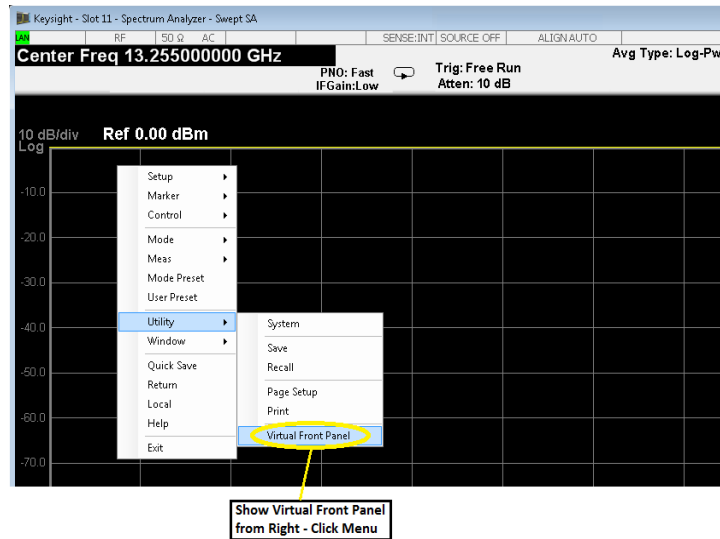 Keysight - Slot 11 - Spectrum Analyzer - Swept SA
LAN RF 50 Ω AC SENSE:INT SOURCE OFF ALIGN AUTO
Center Freq 13.255000000 GHz
Avg Type: Log-Pw
PNO: Fast
IFGain:Low
Trig: Free Run
Atten: 10 dB
10 dB/div Ref 0.00 dBm
Log
-10.0
-20.0
-30.0
-40.0
-50.0
-60.0
-70.0
Setup
Marker
Control
Mode
Meas
Mode Preset
User Preset
Utility
Window
Quick Save
Return
Local
Help
Exit
System
Save
Recall
Page Setup
Print
Virtual Front Panel
Show Virtual Front Panel
from Right - Click Menu